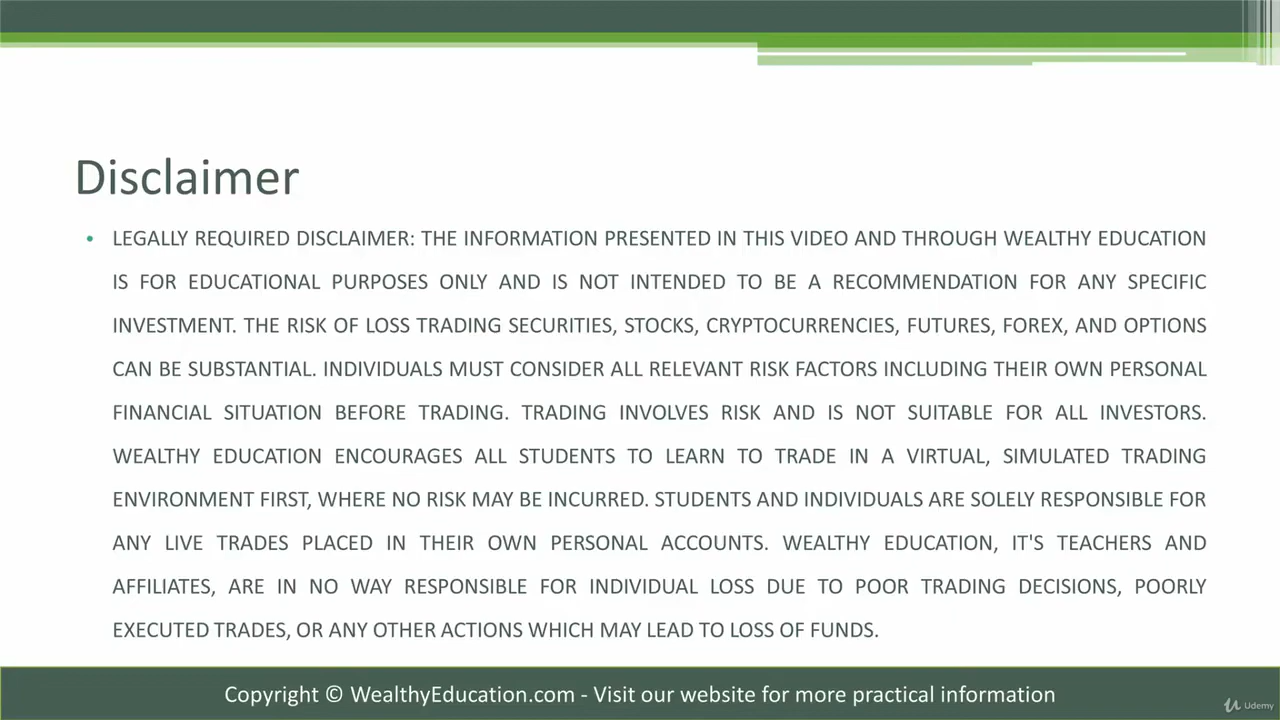 Disclaimer
• LEGALLY REQUIRED DISCLAIMER: THE INFORMATION PRESENTED IN THIS VIDEO AND THROUGH WEALTHY EDUCATION
IS FOR EDUCATIONAL PURPOSES ONLY AND IS NOT INTENDED TO BE A RECOMMENDATION FOR ANY SPECIFIC
INVESTMENT. THE RISK OF LOSS TRADING SECURITIES, STOCKS, CRYPTOCURRENCIES, FUTURES, FOREX, AND OPTIONS
CAN BE SUBSTANTIAL. INDIVIDUALS MUST CONSIDER ALL RELEVANT RISK FACTORS INCLUDING THEIR OWN PERSONAL
FINANCIAL SITUATION BEFORE TRADING. TRADING INVOLVES RISK AND IS NOT SUITABLE FOR ALL INVESTORS.
WEALTHY EDUCATION ENCOURAGES ALL STUDENTS TO LEARN TO TRADE IN A VIRTUAL, SIMULATED TRADING
ENVIRONMENT FIRST, WHERE NO RISK MAY BE INCURRED. STUDENTS AND INDIVIDUALS ARE SOLELY RESPONSIBLE FOR
ANY LIVE TRADES PLACED IN THEIR OWN PERSONAL ACCOUNTS. WEALTHY EDUCATION, IT'S TEACHERS AND
AFFILIATES, ARE IN NO WAY RESPONSIBLE FOR INDIVIDUAL LOSS DUE TO POOR TRADING DECISIONS, POORLY
EXECUTED TRADES, OR ANY OTHER ACTIONS WHICH MAY LEAD TO LOSS OF FUNDS.
Copyright © WealthyEducation.com - Visit our website for more practical information
Udemy